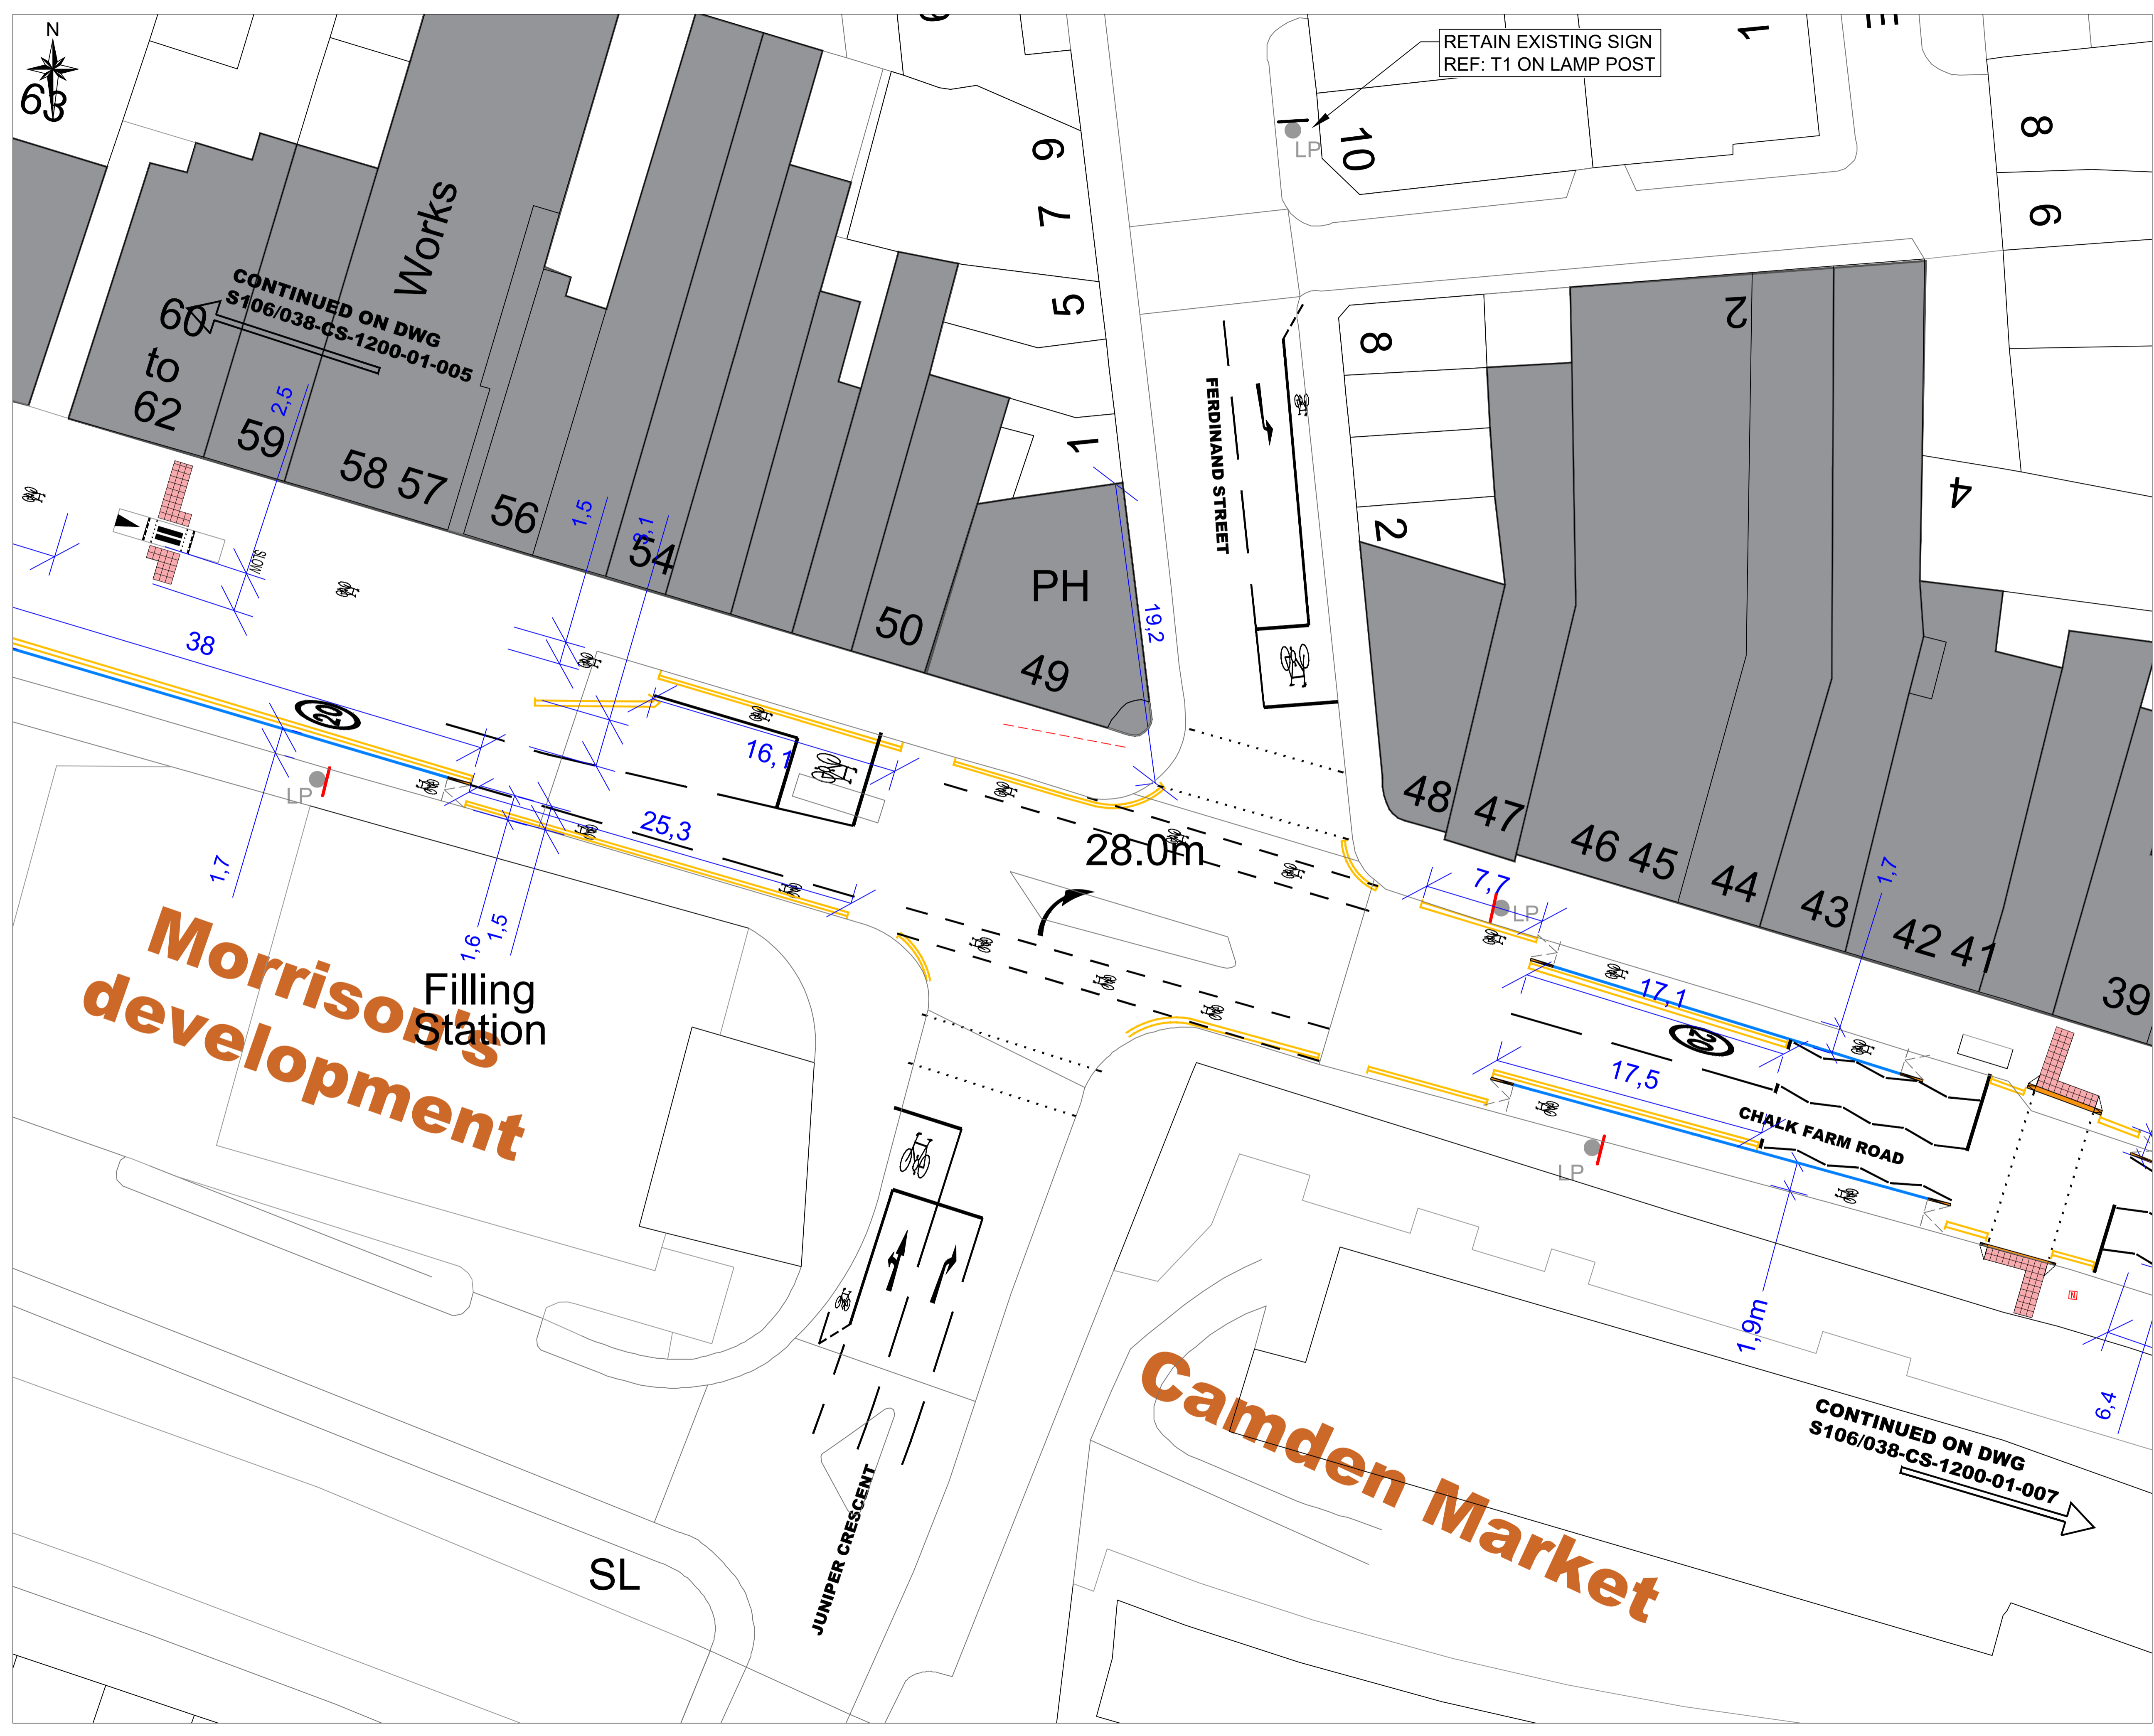 N
63
RETAIN EXISTING SIGN
REF: T1 ON LAMP POST
LP
10
1
8
6
9
7
5
1
Works
CONTINUED ON DWG
S106/038-CS-1200-01-005
60
to
62
59
58 57
56
54
50
PH
49
2,5
1,5
3,1
19,2
SLOW
FERDINAND STREET
8
2
2
4
38
20
16,1
25,3
28.0m
LP
1,7
1,6
1,5
48
47
46 45
44
43
42 41
39
7,7
LP
1,7
17,1
20
17,5
CHALK FARM ROAD
LP
1,9m
N
6,4
Morrison's
development
Filling
Station
Camden Market
CONTINUED ON DWG
S106/038-CS-1200-01-007
JUNIPER CRESCENT
SL